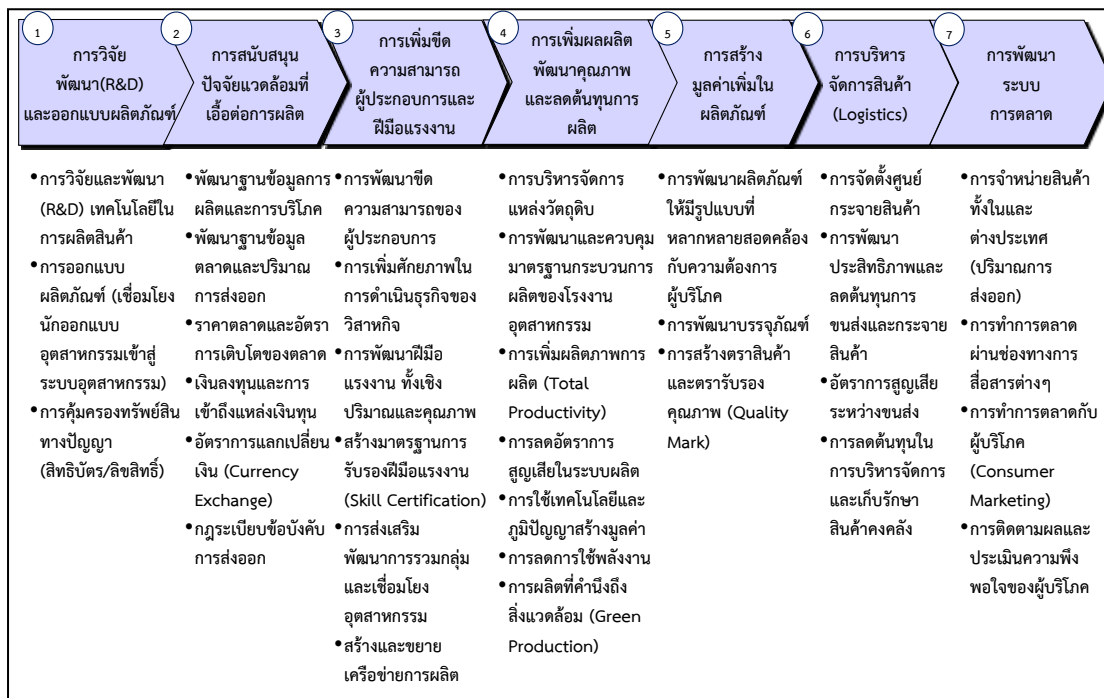 1
การวิจัย
พัฒนา(R&D)
และออกแบบผลิตภัณฑ์
2
การสนับสนุน
ปัจจัยแวดล้อมที่
เอื้อต่อการผลิต
3
การเพิ่มขีด
ความสามารถ
ผู้ประกอบการและ
ฝีมือแรงงาน
4
การเพิ่มผลผลิต
พัฒนาคุณภาพ
และลดต้นทุนการ
ผลิต
5
การสร้าง
มูลค่าเพิ่มใน
ผลิตภัณฑ์
6
การบริหาร
จัดการสินค้า
(Logistics)
7
การพัฒนา
ระบบ
การตลาด
•การวิจัยและพัฒนา
(R&D) เทคโนโลยีใน
การผลิตสินค้า
•การออกแบบ
ผลิตภัณฑ์ (เชื่อมโยง
นักออกแบบ
อุตสาหกรรมเข้าสู่
ระบบอุตสาหกรรม)
•การคุ้มครองทรัพย์สิน
ทางปัญญา
(สิทธิบัตร/ลิขสิทธิ์)
•พัฒนาฐานข้อมูลการ
ผลิตและการบริโภค
•พัฒนาฐานข้อมูล
ตลาดและปริมาณ
การส่งออก
•ราคาตลาดและอัตรา
การเติบโตของตลาด
•เงินลงทุนและการ
เข้าถึงแหล่งเงินทุน
•อัตราการแลกเปลี่ยน
เงิน (Currency
Exchange)
•กฎระเบียบข้อบังคับ
การส่งออก
•การพัฒนาขีด
ความสามารถของ
ผู้ประกอบการ
•การเพิ่มศักยภาพใน
การดำเนินธุรกิจของ
วิสาหกิจ
•การพัฒนาฝีมือ
แรงงาน ทั้งเชิง
ปริมาณและคุณภาพ
•สร้างมาตรฐานการ
รับรองฝีมือแรงงาน
(Skill Certification)
•การส่งเสริม
พัฒนาการรวมกลุ่ม
และเชื่อมโยง
อุตสาหกรรม
•สร้างและขยาย
เครือข่ายการผลิต
•การบริหารจัดการ
แหล่งวัตถุดิบ
•การพัฒนาและควบคุม
มาตรฐานกระบวนการ
ผลิตของโรงงาน
อุตสาหกรรม
•การเพิ่มผลิตภาพการ
ผลิต (Total
Productivity)
•การลดอัตราการ
สูญเสียในระบบผลิต
•การใช้เทคโนโลยีและ
ภูมิปัญญาสร้างมูลค่า
•การลดการใช้พลังงาน
•การผลิตที่คำนึงถึง
สิ่งแวดล้อม (Green
Production)
•การพัฒนาผลิตภัณฑ์
ให้มีรูปแบบที่
หลากหลายสอดคล้อง
กับความต้องการ
ผู้บริโภค
•การพัฒนาบรรจุภัณฑ์
•การสร้างตราสินค้า
และตรารับรอง
คุณภาพ (Quality
Mark)
•การจัดตั้งศูนย์
กระจายสินค้า
•การพัฒนา
ประสิทธิภาพและ
ลดต้นทุนการ
ขนส่งและกระจาย
สินค้า
•อัตราการสูญเสีย
ระหว่างขนส่ง
•การลดต้นทุนใน
การบริหารจัดการ
และเก็บรักษา
สินค้าคงคลัง
•การจำหน่ายสินค้า
ทั้งในและ
ต่างประเทศ
(ปริมาณการ
ส่งออก)
•การทำการตลาด
ผ่านช่องทางการ
สื่อสารต่างๆ
•การทำการตลาดกับ
ผู้บริโภค
(Consumer
Marketing)
•การติดตามผลและ
ประเมินความพึง
พอใจของผู้บริโภค